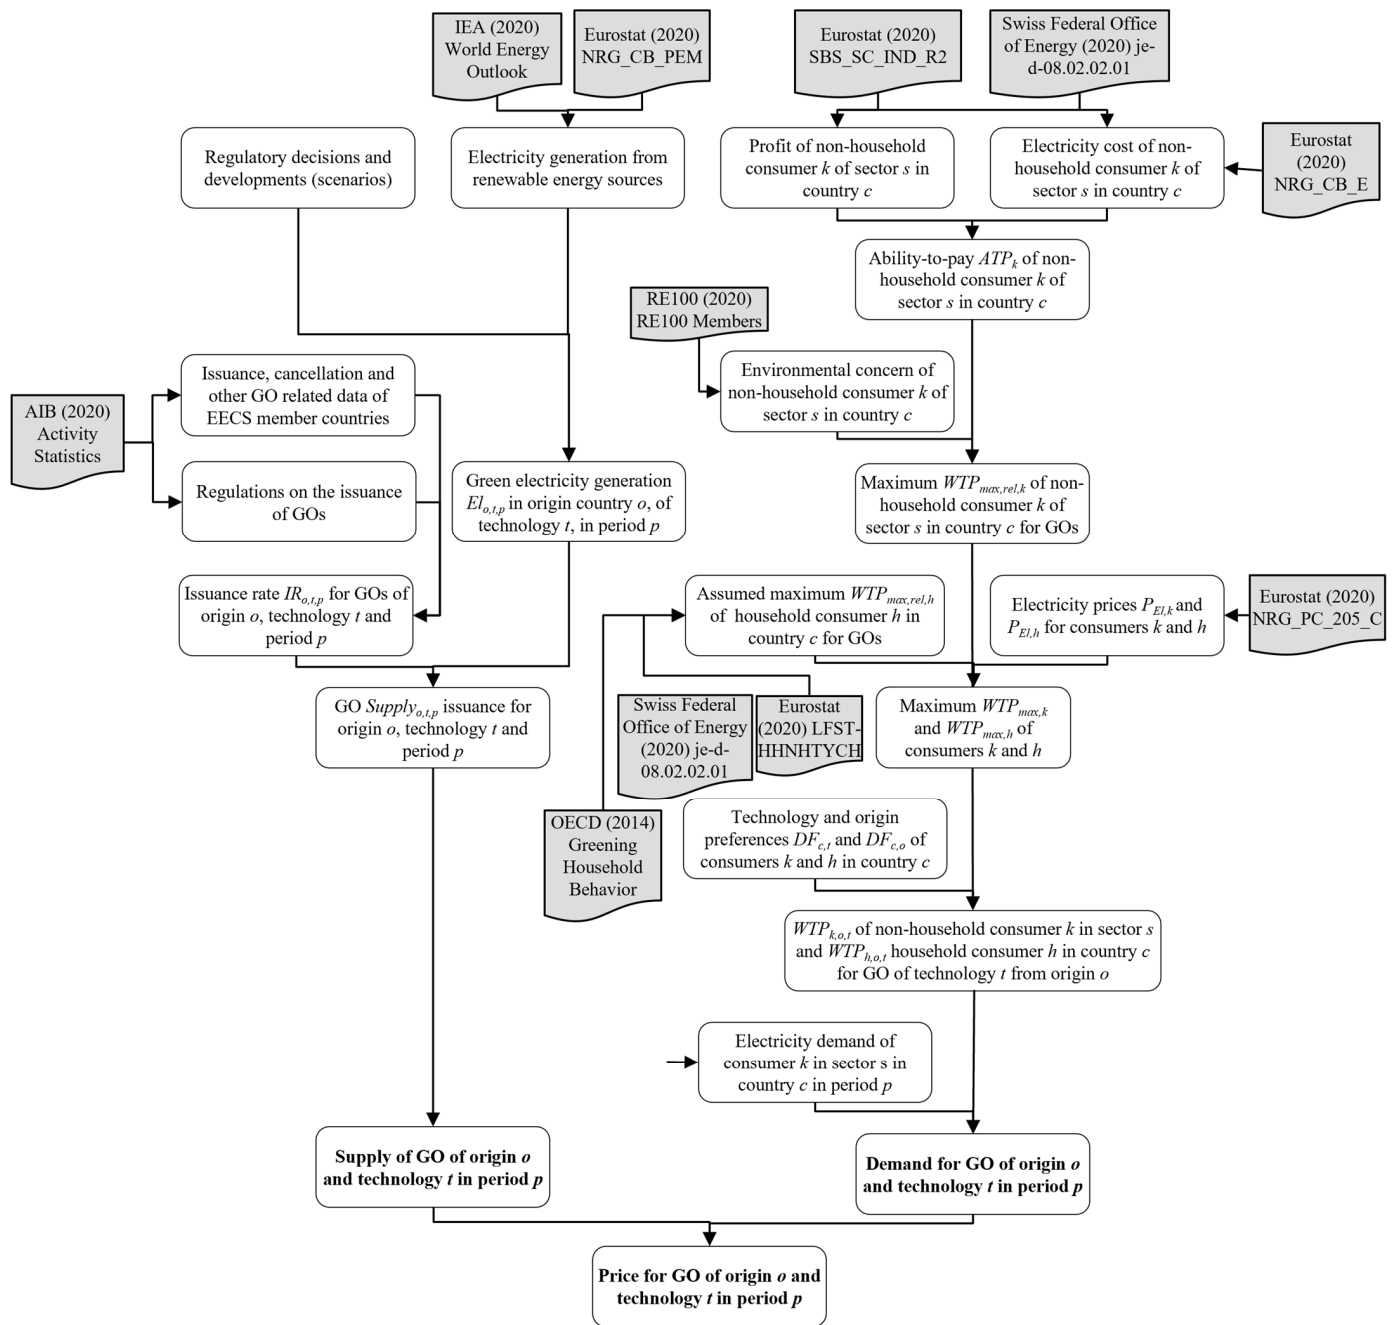 IEA (2020)
World Energy
Outlook
Eurostat (2020)
NRG_CB_PEM
Eurostat (2020)
SBS_SC_IND_R2
Swiss Federal Office
of Energy (2020) je-
d-08.02.02.01
Regulatory decisions and
developments (scenarios)
Electricity generation from
renewable energy sources
Profit of non-household
consumer k of sector s in
country c
Electricity cost of non-
household consumer k of
sector s in country c
Eurostat
(2020)
NRG_CB_E
Ability-to-pay ATPk of non-
household consumer k of
sector s in country c
RE100 (2020)
RE100 Members
Environmental concern of
non-household consumer k of
sector s in country c
Issuance, cancellation and
other GO related data of
EECS member countries
AIB (2020)
Activity
Statistics
Regulations on the issuance
of GOs
Green electricity generation
Elo,t,p in origin country o, of
technology t, in period p
Maximum WTPmax,rel,k of non-
household consumer k of
sector s in country c for GOs
Issuance rate IRo,t,p for GOs of
origin o, technology t and
period p
Assumed maximum WTPmax,rel,h
of household consumer h in
country c for GOs
Electricity prices PEl,k and
PEl,h for consumers k and h
Eurostat (2020)
NRG_PC_205_C
GO Supplyo,t,p issuance for
origin o, technology t and
period p
Swiss Federal
Office of Energy
(2020) je-d-
08.02.02.01
Eurostat
(2020) LFST-
HHNHTYCH
Maximum WTPmax,k
and WTPmax,h of
consumers k and h
OECD (2014)
Greening
Household
Behavior
Technology and origin
preferences DFc,t and DFc,o of
consumers k and h in country c
WTPk,o,t of non-household consumer k in sector s
and WTPh,o,t household consumer h in country c
for GO of technology t from origin o
Electricity demand of
consumer k in sector s in
country c in period p
Supply of GO of origin o
and technology t in period p
Demand for GO of origin o
and technology t in period p
Price for GO of origin o and
technology t in period p